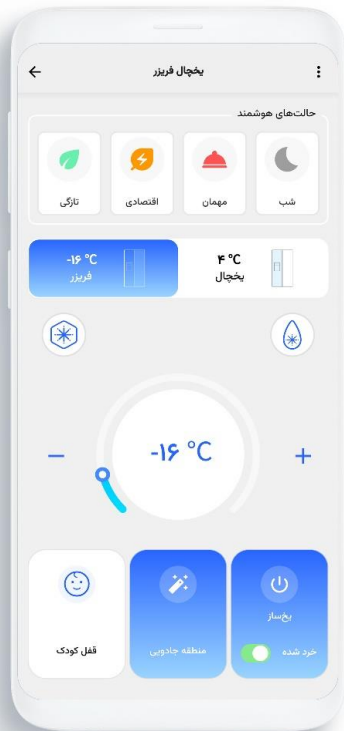 یخچال فریزر
حالت‌های هوشمند
شب
مهمان
اقتصادی
تازگی
۴ °C
یخچال
-۱۶ °C
فریزر
-۱۶ °C
یخ‌ساز
خرد شده
منطقه جادویی
قفل کودک